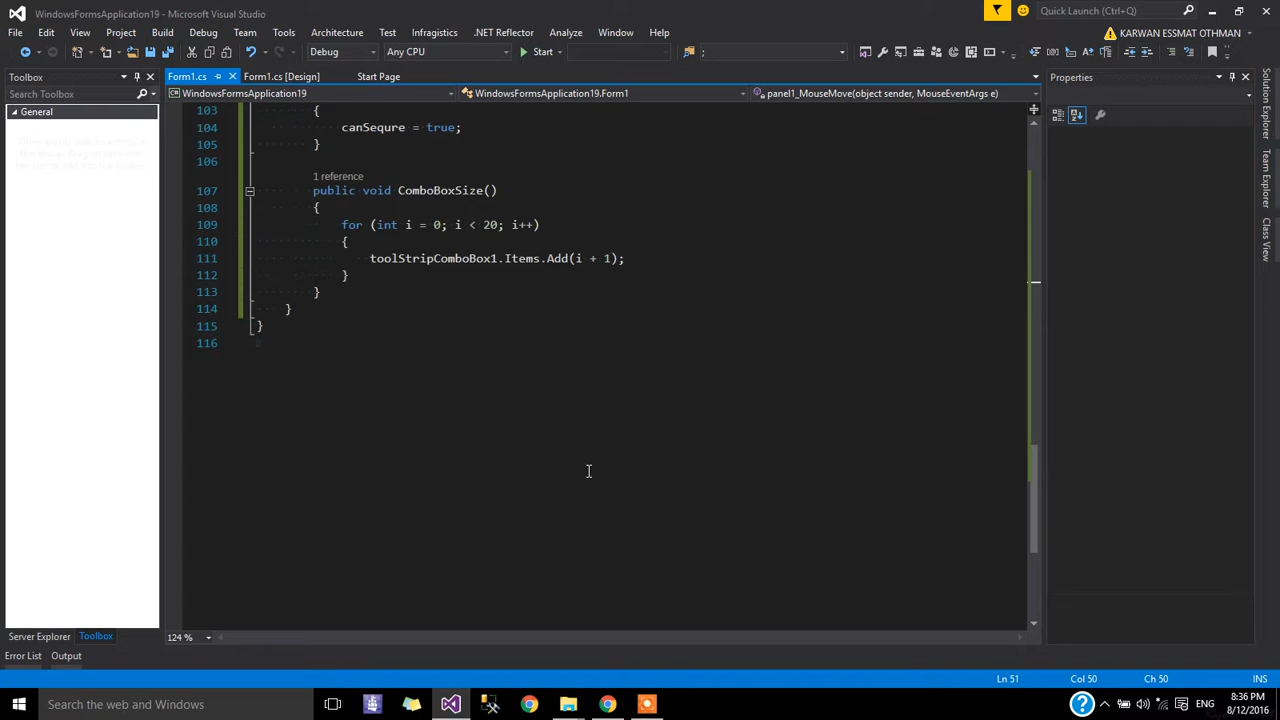 WindowsFormsApplication19 - Microsoft Visual Studio
Quick Launch (Ctrl+Q)
File Edit View Project Build Debug Team Tools Architecture Test Infragistics .NET Reflector Analyze Window Help
KARWAN ESSMAT OTHMAN
Debug Any CPU Start ;
Toolbox
Form1.cs Form1.cs [Design] Start Page
Properties
Search Toolbox
WindowsFormsApplication19 WindowsFormsApplication19.Form1 panel1_MouseMove(object sender, MouseEventArgs e)
General
103 {
104 canSequre = true;
105 }
106
1 reference
107 public void ComboBoxSize()
108 {
109 for (int i = 0; i < 20; i++)
110 {
111 toolStripComboBox1.Items.Add(i + 1);
112 }
113 }
114 }
115 }
116
Solution Explorer
Team Explorer
Class View
124 %
Server Explorer Toolbox
Error List Output
Ln 51 Col 50 Ch 50 INS
Search the web and Windows
ENG
8:36 PM
8/12/2016